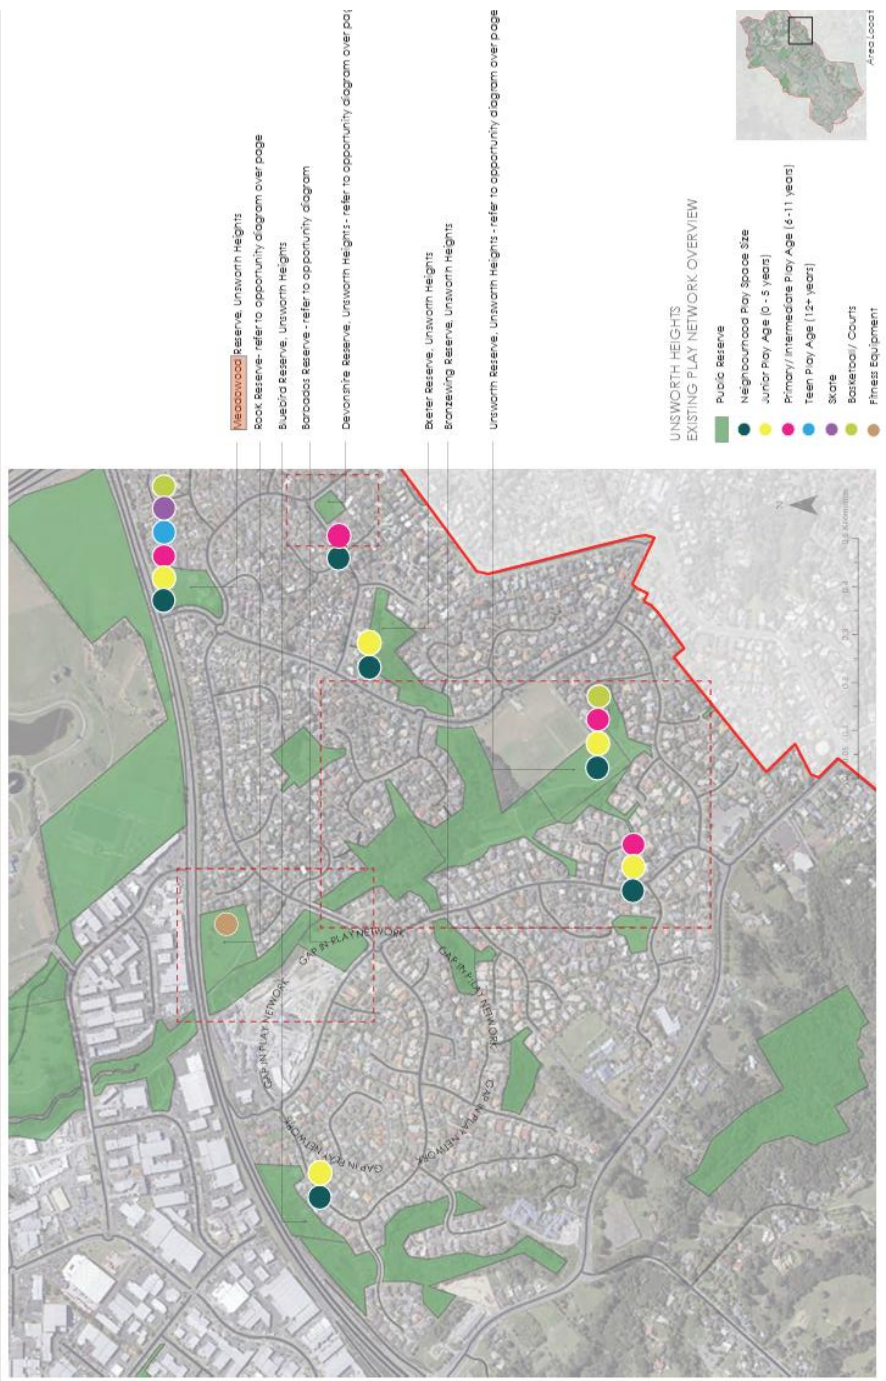 Meadowood Reserve, Unsworth Heights
Rook Reserve- refer to opportunity diagram over page
Bluebird Reserve, Unsworth Heights
Barbados Reserve - refer to opportunity diagram
Devonshire Reserve, Unsworth Heights - refer to opportunity diagram over
Exeter Reserve, Unsworth Heights
Bronzewing Reserve, Unsworth Heights
Unsworth Reserve, Unsworth Heights - refer to opportunity diagram over page
UNSWORTH HEIGHTS
EXISTING PLAY NETWORK OVERVIEW
Public Reserve
Neighbourhood Play Space Size
Junior Play Age (0 - 5 years)
Primary/ Intermediate Play Age (6 -11 years)
Teen Play Age (12+ years)
Skate
Basketball/ Courts
Fitness Equipment
Area
GAP IN PLAY NETWORK
GAP IN PLAY NETWORK
GAP IN PLAY NETWORK
GAP IN PLAY NETWORK
GAP IN PLAY NETWORK
GAP IN PLAY NETWORK
N